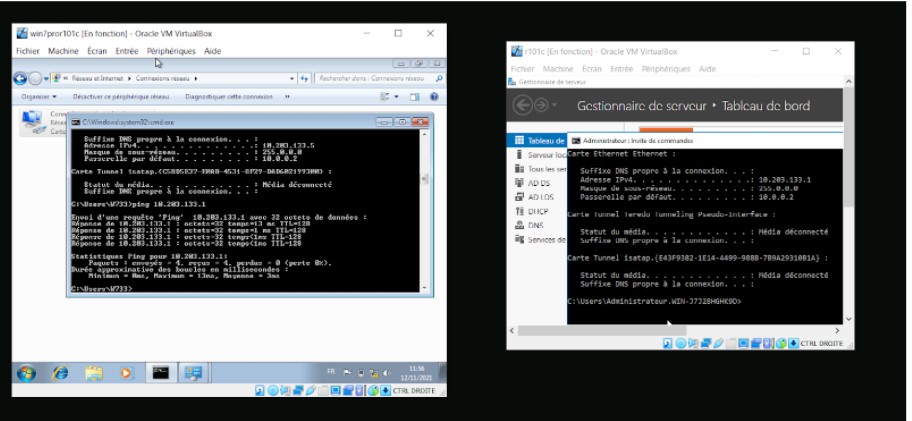 win7pror101c [En fonction] - Oracle VM VirtualBox
Fichier Machine Écran Entrée Périphériques Aide
Réseau et Internet Connexions réseau
Rechercher dans : Connexions réseau
Organiser Désactiver ce périphérique réseau Diagnostiquer cette connexion »
C:\Windows\system32\cmd.exe
Suffixe DNS propre à la connexion. . . :
Adresse IPv4. . . . . . . . . . . . . .: 10.203.133.5
Masque de sous-réseau. . . . . . . . . : 255.0.0.0
Passerelle par défaut. . . . . . . . . : 10.0.0.2
Carte Tunnel isatap.
Statut du média. . . . . . . . . . . . : Média déconnecté
Suffixe DNS propre à la connexion. . . :
C:\Users\W733>ping 10.203.133.1
Envoi d'une requête 'Ping' 10.203.133.1 avec 32 octets de données :
Réponse de 10.203.133.1 : octets=32 temps=13 ms TTL=128
Réponse de 10.203.133.1 : octets=32 temps=1 ms TTL=128
Réponse de 10.203.133.1 : octets=32 temps<1ms TTL=128
Réponse de 10.203.133.1 : octets=32 temps<1ms TTL=128
Statistiques Ping pour 10.203.133.1:
Paquets : envoyés = 4, reçus = 4, perdus = 0 (perte 0%),
Durée approximative des boucles en millisecondes :
Minimum = 0ms, Maximum = 13ms, Moyenne = 3ms
C:\Users\W733>
FR
11:56
12/11/2021
CTRL DROITE
r101c [En fonction] - Oracle VM VirtualBox
Fichier Machine Écran Entrée Périphériques Aide
Gestionnaire de serveur
Gestionnaire de serveur • Tableau de bord
Tableau de
Serveur loc
Tous les ser
AD DS
AD LDS
DHCP
DNS
Services de
Administrateur : Invite de commandes
Carte Ethernet Ethernet :
Suffixe DNS propre à la connexion. . . :
Adresse IPv4. . . . . . . . . . . . . .: 10.203.133.1
Masque de sous-réseau. . . . . . . . . : 255.0.0.0
Passerelle par défaut. . . . . . . . . : 10.0.0.2
Carte Tunnel Teredo Tunneling Pseudo-Interface :
Statut du média. . . . . . . . . . . . : Média déconnecté
Suffixe DNS propre à la connexion. . . :
Carte Tunnel isatap.{E43F9382-1E14-4499-98BB-7B9A29310B1A} :
Statut du média. . . . . . . . . . . . : Média déconnecté
Suffixe DNS propre à la connexion. . . :
C:\Users\Administrateur.WIN-J7J28HGHK9D>
CTRL DROITE